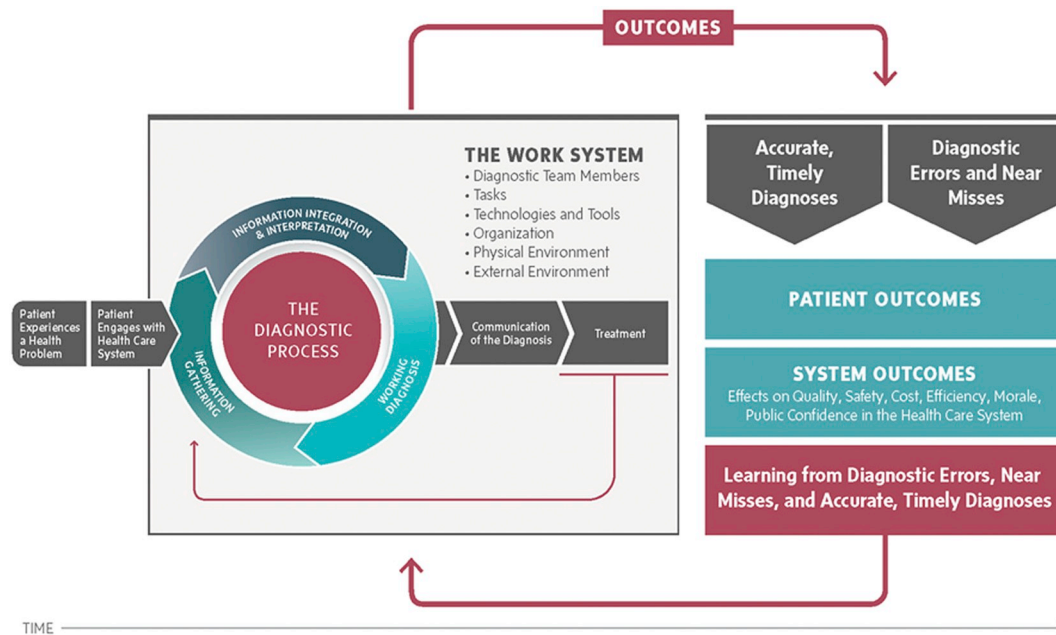 OUTCOMES
THE WORK SYSTEM
• Diagnostic Team Members
• Tasks
• Technologies and Tools
• Organization
• Physical Environment
• External Environment
INFORMATION INTEGRATION
& INTERPRETATION
THE
DIAGNOSTIC
PROCESS
INFORMATION
GATHERING
WORKING
DIAGNOSIS
Patient
Experiences
a Health
Problem
Patient
Engages with
Health Care
System
Communication
of the Diagnosis
Treatment
Accurate,
Timely
Diagnoses
Diagnostic
Errors and Near
Misses
PATIENT OUTCOMES
SYSTEM OUTCOMES
Effects on Quality, Safety, Cost, Efficiency, Morale,
Public Confidence in the Health Care System
Learning from Diagnostic Errors, Near
Misses, and Accurate, Timely Diagnoses
TIME